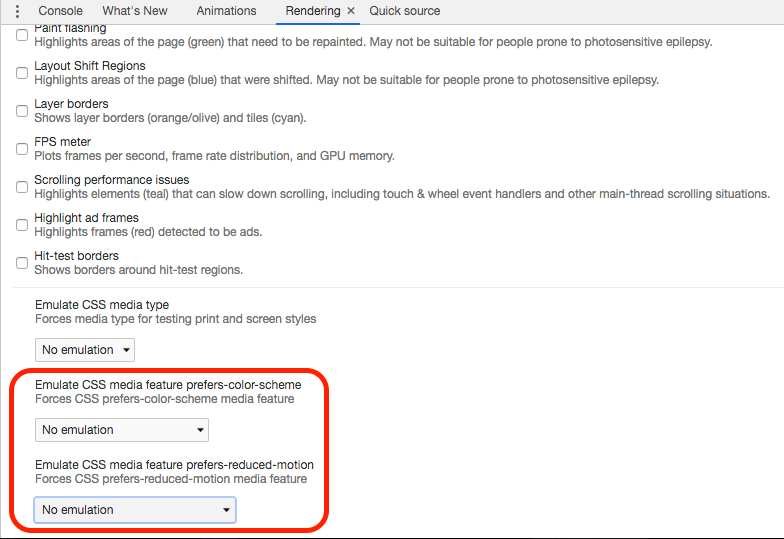 Console What's New Animations Rendering Quick source
Paint flashing
Highlights areas of the page (green) that need to be repainted. May not be suitable for people prone to photosensitive epilepsy.
Layout Shift Regions
Highlights areas of the page (blue) that were shifted. May not be suitable for people prone to photosensitive epilepsy.
Layer borders
Shows layer borders (orange/olive) and tiles (cyan).
FPS meter
Plots frames per second, frame rate distribution, and GPU memory.
Scrolling performance issues
Highlights elements (teal) that can slow down scrolling, including touch & wheel event handlers and other main-thread scrolling situations.
Highlight ad frames
Highlights frames (red) detected to be ads.
Hit-test borders
Shows borders around hit-test regions.
Emulate CSS media type
Forces media type for testing print and screen styles
No emulation
Emulate CSS media feature prefers-color-scheme
Forces CSS prefers-color-scheme media feature
No emulation
Emulate CSS media feature prefers-reduced-motion
Forces CSS prefers-reduced-motion media feature
No emulation